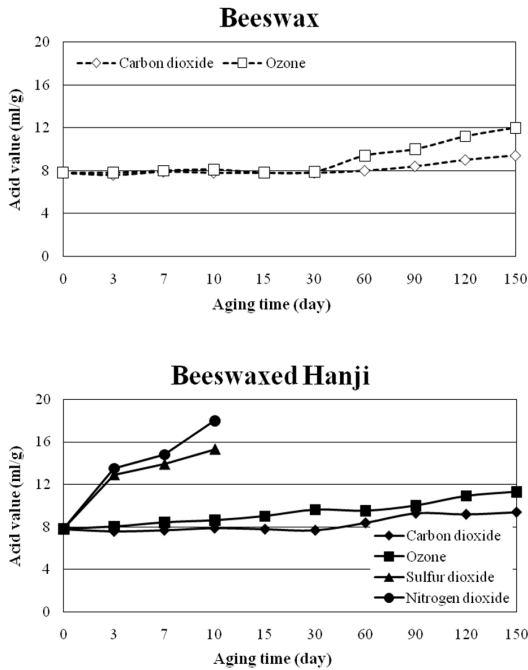 Beeswax
20
16
12
8
4
0
Acid value (ml/g)
Carbon dioxide
Ozone
0 3 7 10 15 30 60 90 120 150
Aging time (day)
Beeswaxed Hanji
20
16
12
8
4
0
Acid value (ml/g)
Carbon dioxide
Ozone
Sulfur dioxide
Nitrogen dioxide
0 3 7 10 15 30 60 90 120 150
Aging time (day)